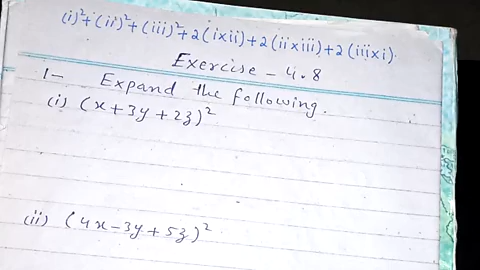 (i)²+(ii)²+(iii)²+2(ixii)+2(iixiii)+2(iiixi).
Exercise - 4.8
1- Expand the following.
(i) (x+3y+2z)²
(ii) (4x-3y+5z)²